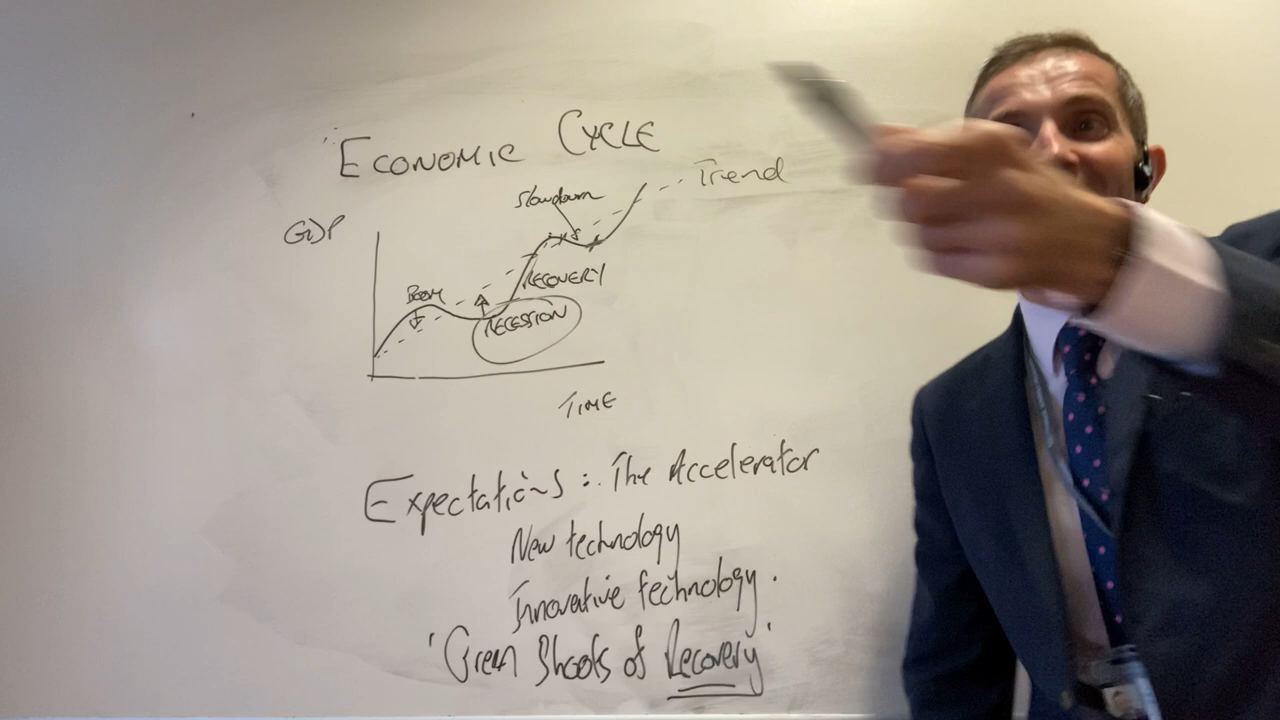 ECONOMIC CYCLE
Trend
Slowdown
GDP
RECOVERY
BOOM
RECESSION
TIME
Expectations : The Accelerator
New technology
Innovative technology.
'Green Shoots of Recovery'